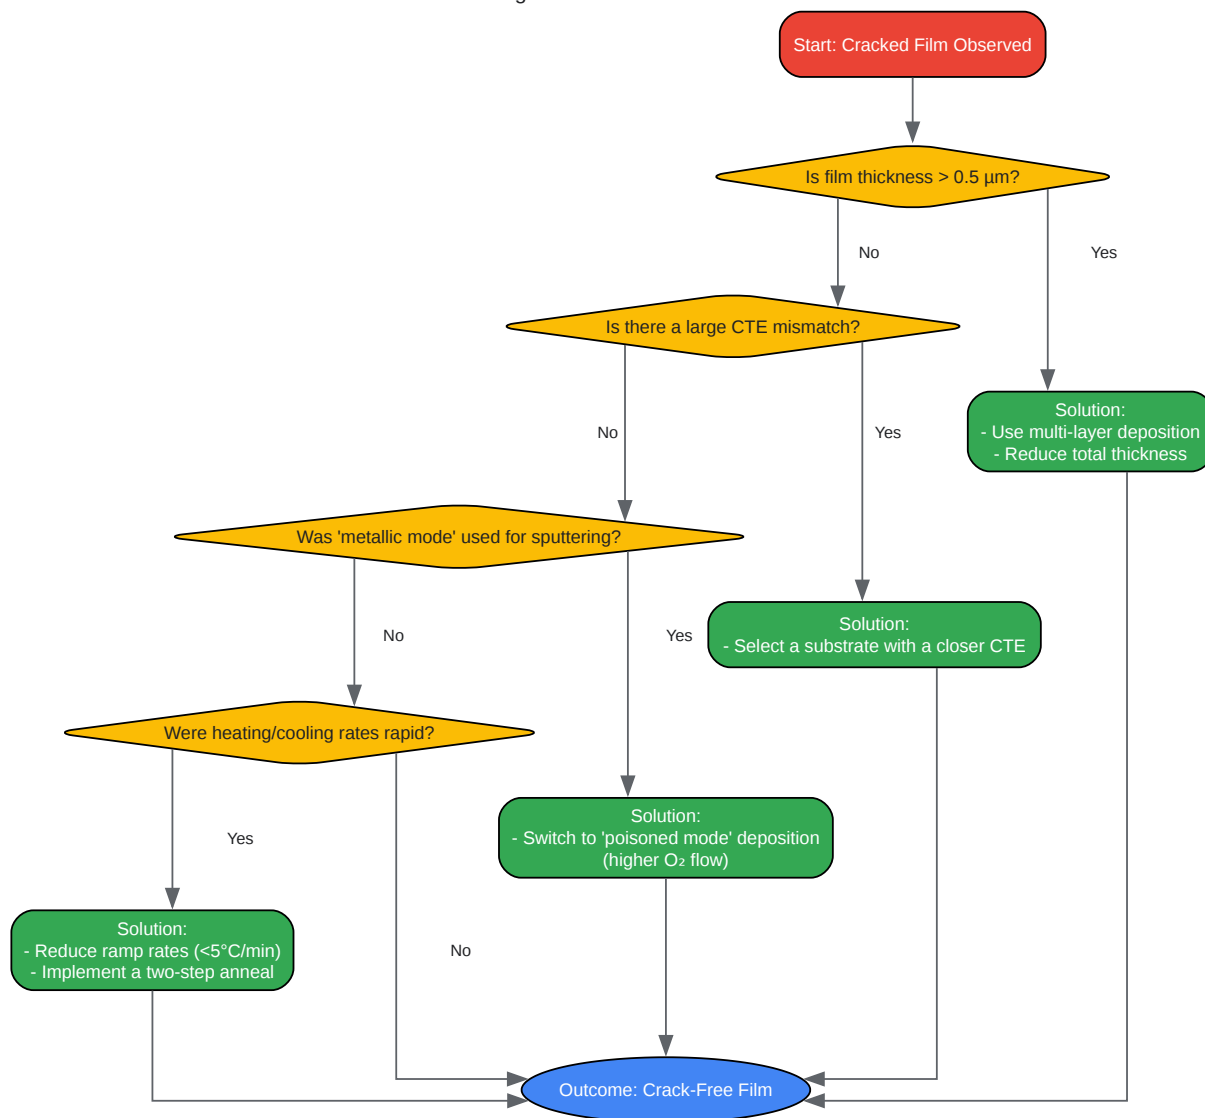 Start: Cracked Film Observed
Is film thickness > 0.5 µm?
No
Yes
Is there a large CTE mismatch?
Solution:
- Use multi-layer deposition
- Reduce total thickness
No
Yes
Was 'metallic mode' used for sputtering?
Solution:
- Select a substrate with a closer CTE
No
Yes
Were heating/cooling rates rapid?
Solution:
- Switch to 'poisoned mode' deposition
(higher O₂ flow)
Yes
No
Solution:
- Reduce ramp rates (<5°C/min)
- Implement a two-step anneal
Outcome: Crack-Free Film